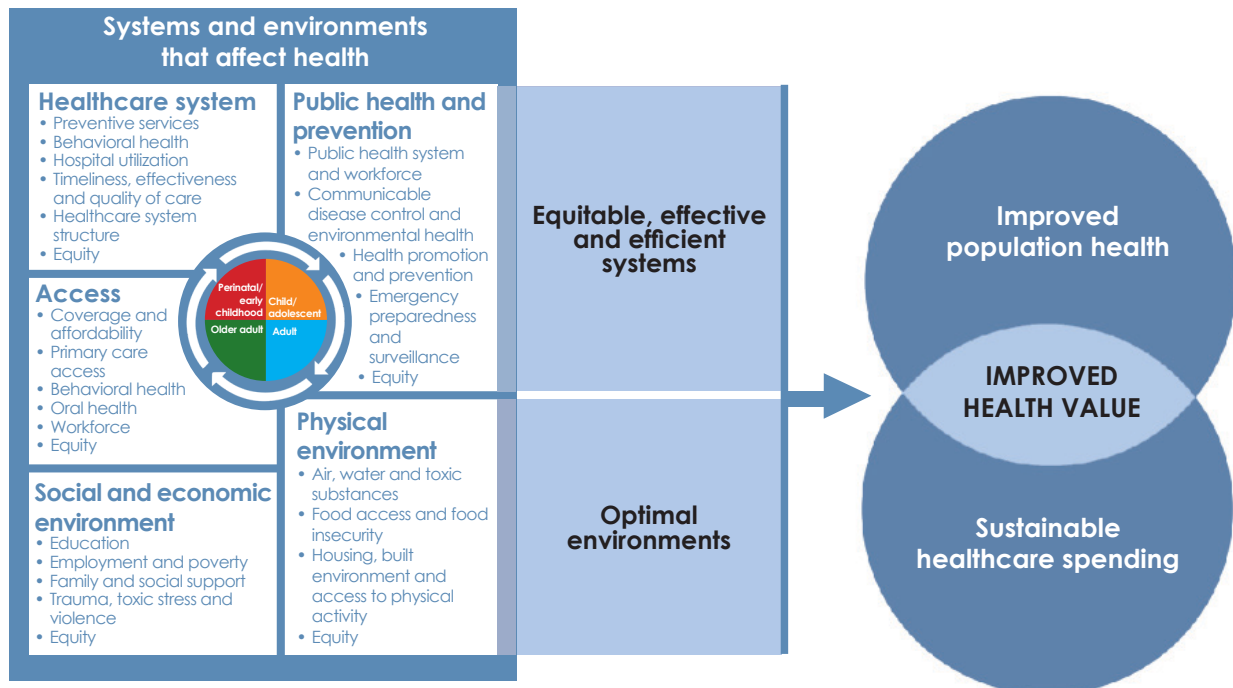 Systems and environments
that affect health
Healthcare system
• Preventive services
• Behavioral health
• Hospital utilization
• Timeliness, effectiveness
and quality of care
• Healthcare system
structure
• Equity
Public health and
prevention
• Public health system
and workforce
• Communicable
disease control and
environmental health
• Health promotion
and prevention
• Emergency
preparedness
and
surveillance
• Equity
Access
• Coverage and
affordability
• Primary care
access
• Behavioral health
• Oral health
• Workforce
• Equity
Perinatal/
early
childhood
Child/
adolescent
Older adult
Adult
Social and economic
environment
• Education
• Employment and poverty
• Family and social support
• Trauma, toxic stress and
violence
• Equity
Physical
environment
• Air, water and toxic
substances
• Food access and food
insecurity
• Housing, built
environment and
access to physical
activity
• Equity
Equitable, effective
and efficient
systems
Optimal
environments
Improved
population health
IMPROVED
HEALTH VALUE
Sustainable
healthcare spending